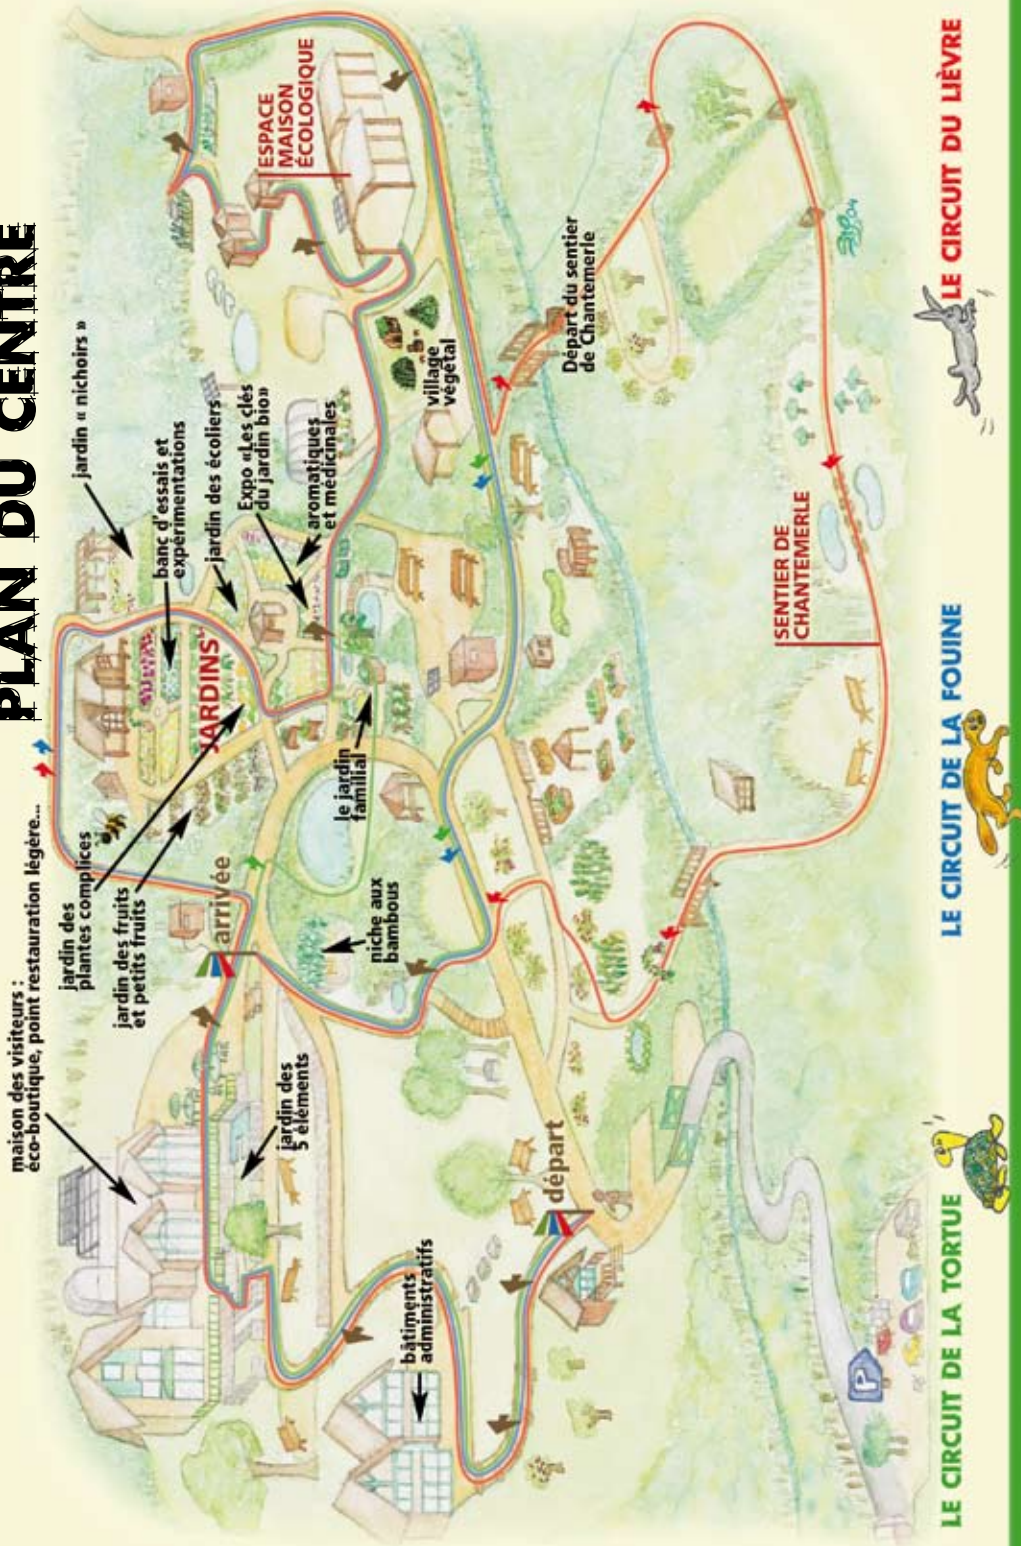 PLAN DU CENTRE
maison des visiteurs :
éco-boutique, point restauration légère...
jardin des
plantes complices
jardin des fruits
et petits fruits
jardin « nichoirs »
banc d'essais et
expérimentations
jardin des écoliers
Expo «Les clés
du jardin bio»
aromatiques
et médicinales
ESPACE
MAISON
ÉCOLOGIQUE
JARDINS
arrivée
jardin des
5 éléments
niche aux
bambous
le jardin
familial
village
végétal
bâtiments
administratifs
départ
Départ du sentier
de Chantemerle
SENTIER DE
CHANTEMERLE
P
LE CIRCUIT DE LA TORTUE
LE CIRCUIT DE LA FOUINE
LE CIRCUIT DU LIÈVRE